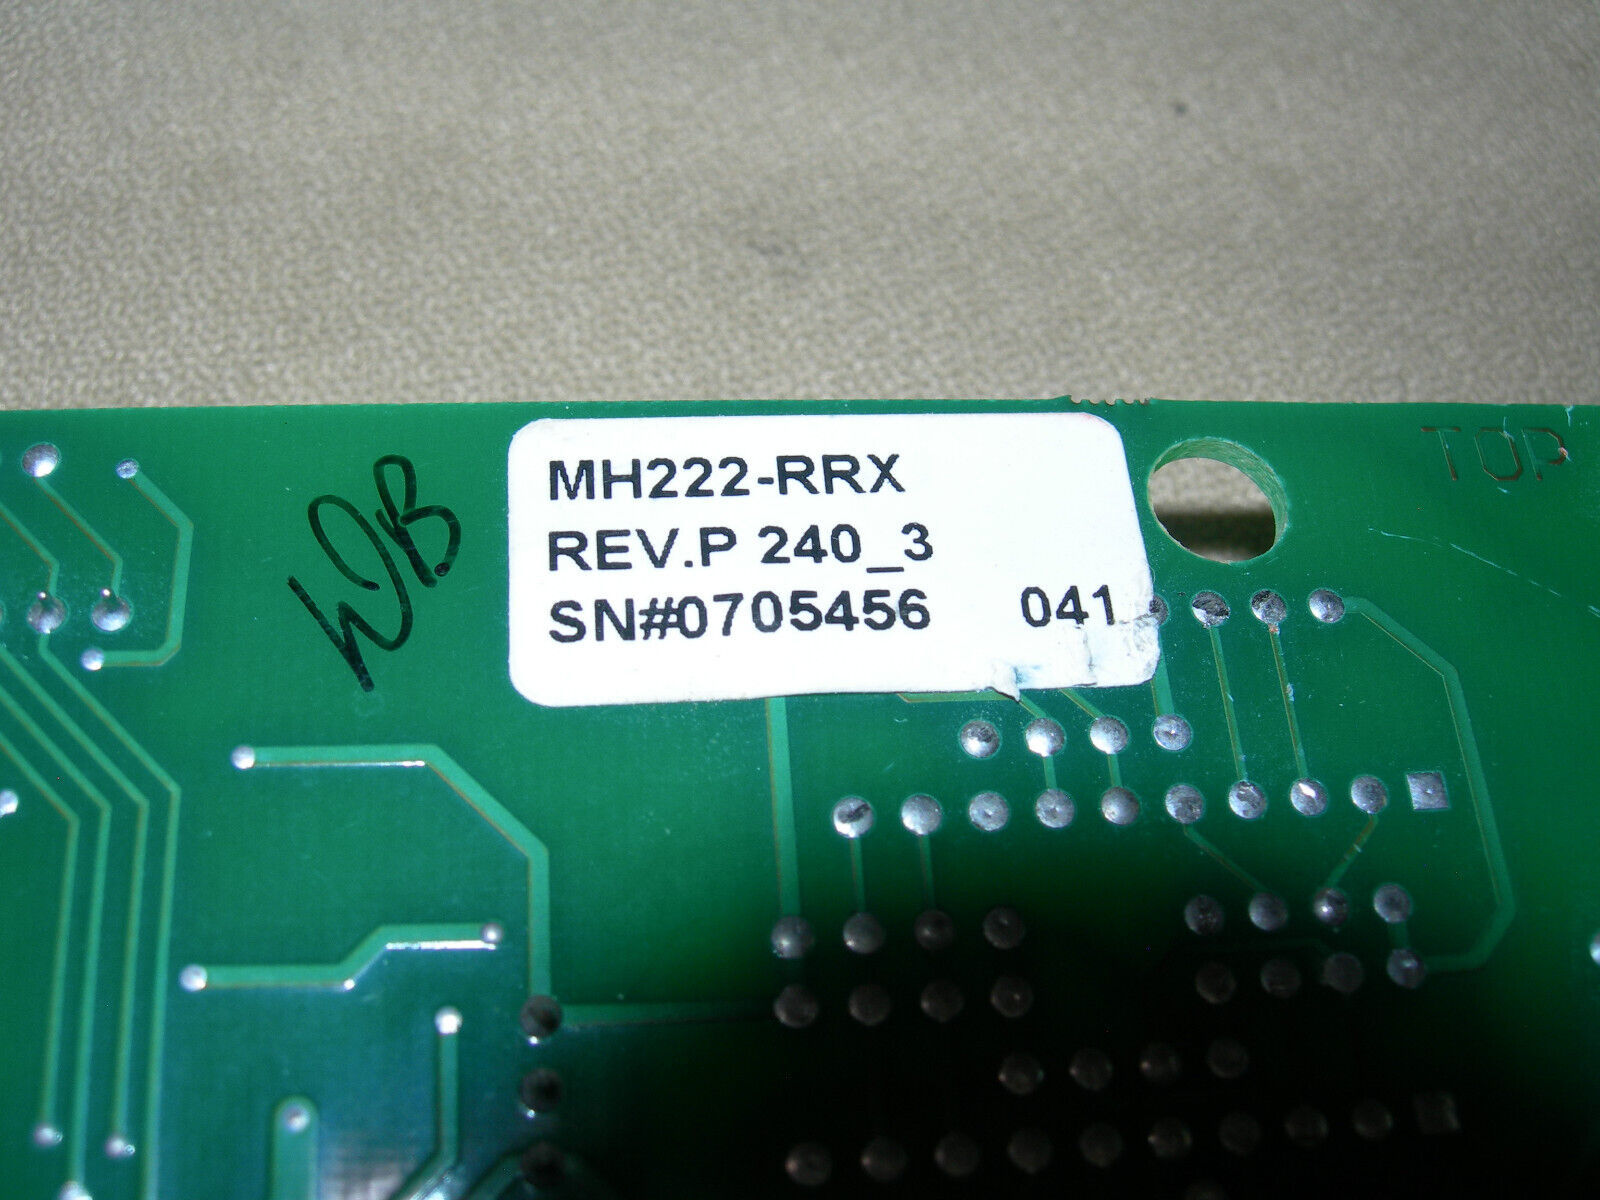 WB
MH222-RRX
REV.P 240_3
SN#0705456 041
TOP